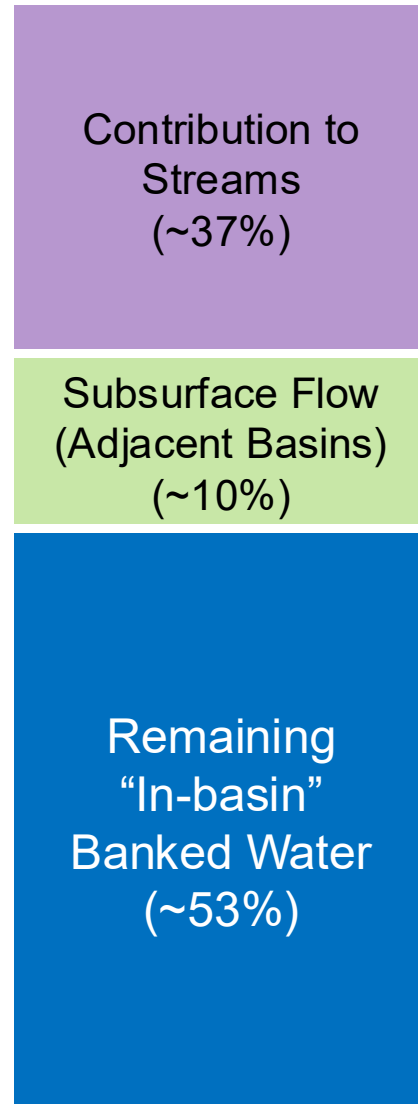 Contribution to
Streams
(~37%)
Subsurface Flow
(Adjacent Basins)
(~10%)
Remaining
“In-basin”
Banked Water
(~53%)